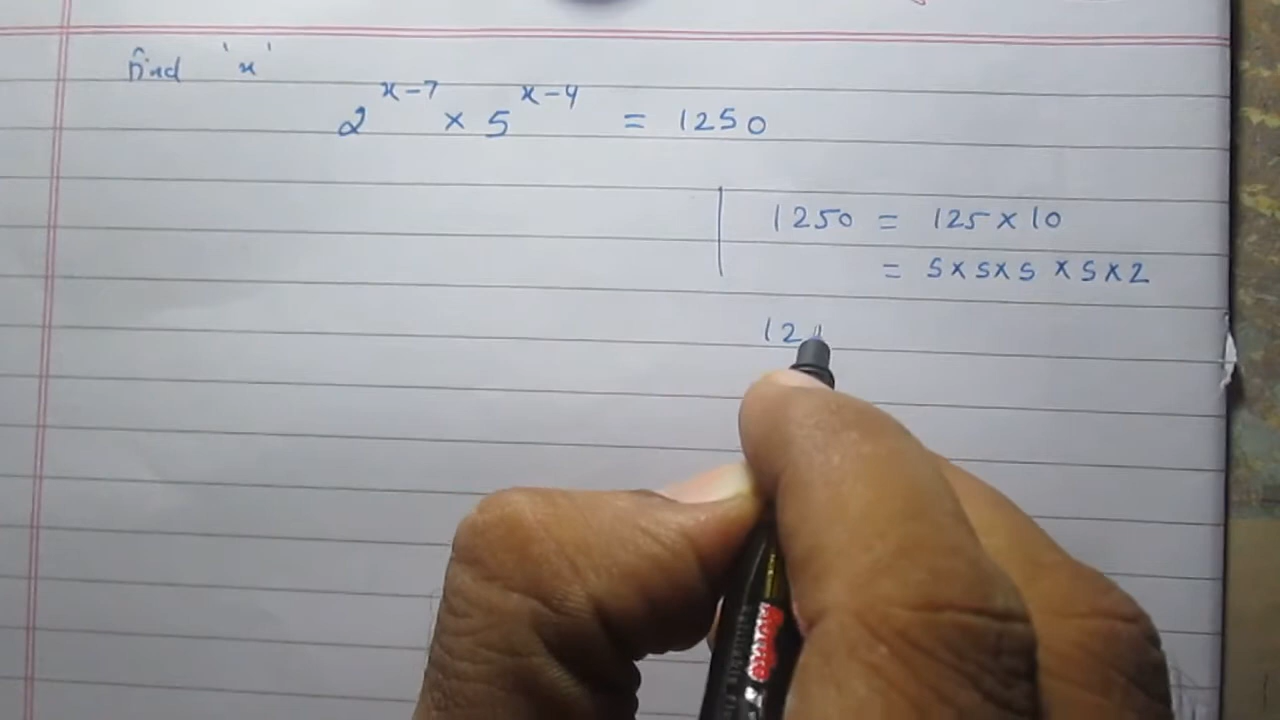 Find 'x'
2^{x-7} × 5^{x-4} = 1250
1250 = 125 × 10
= 5 × 5 × 5 × 5 × 2
12